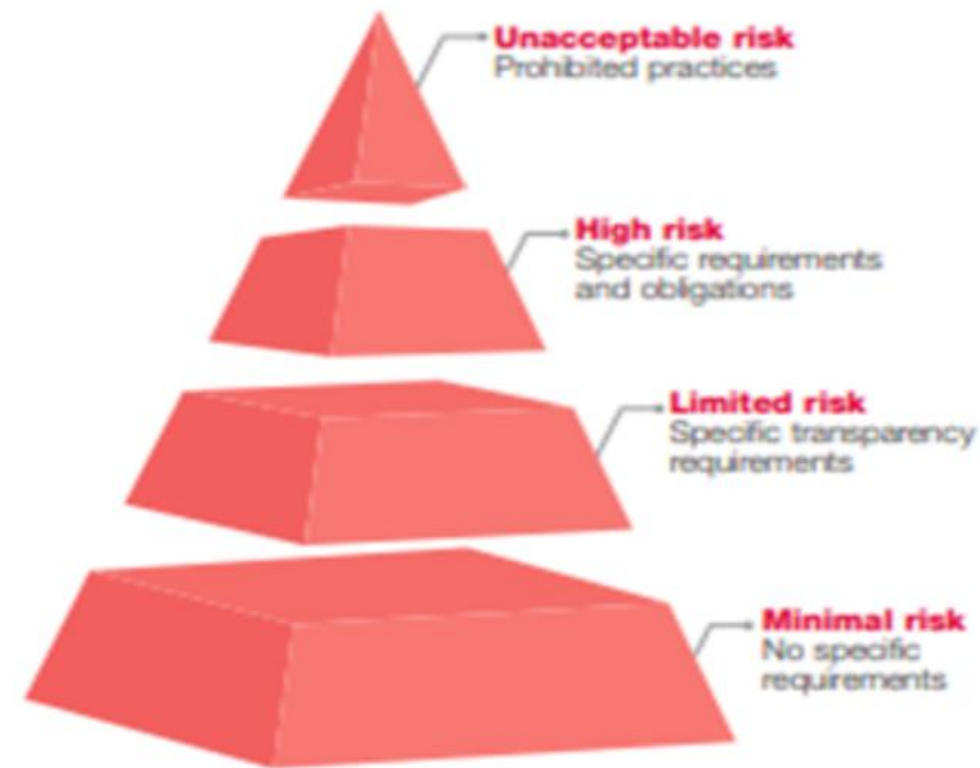 Unacceptable risk
Prohibited practices
High risk
Specific requirements
and obligations
Limited risk
Specific transparency
requirements
Minimal risk
No specific
requirements